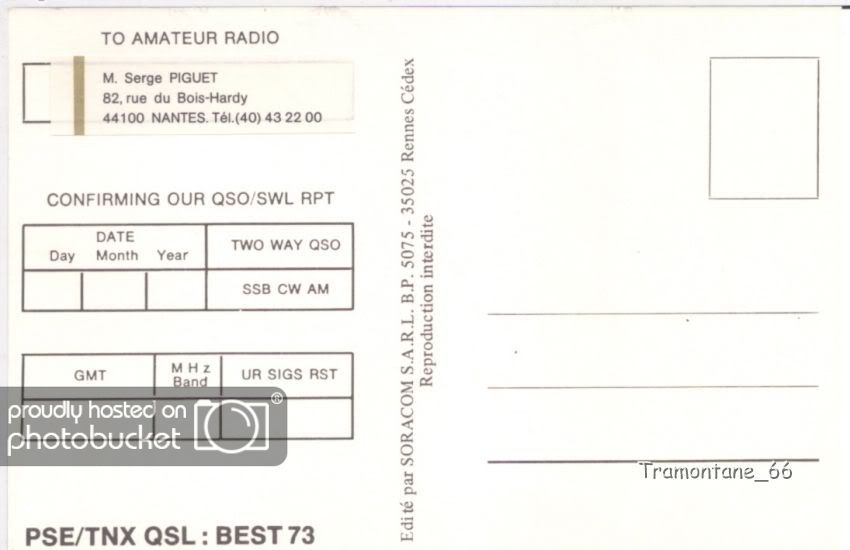 TO AMATEUR RADIO
M. Serge PIGUET
82, rue du Bois-Hardy
44100 NANTES. Tél.(40) 43 22 00
CONFIRMING OUR QSO/SWL RPT
DATE
Day Month Year
TWO WAY QSO
SSB CW AM
GMT
MHz
Band
UR SIGS RST
proudly hosted on
photobucket
®
PSE/TNX QSL : BEST 73
Edité par SORACOM S.A.R.L. B.P. 5075 - 35025 Rennes Cédex
Reproduction interdite
Tramontane_66